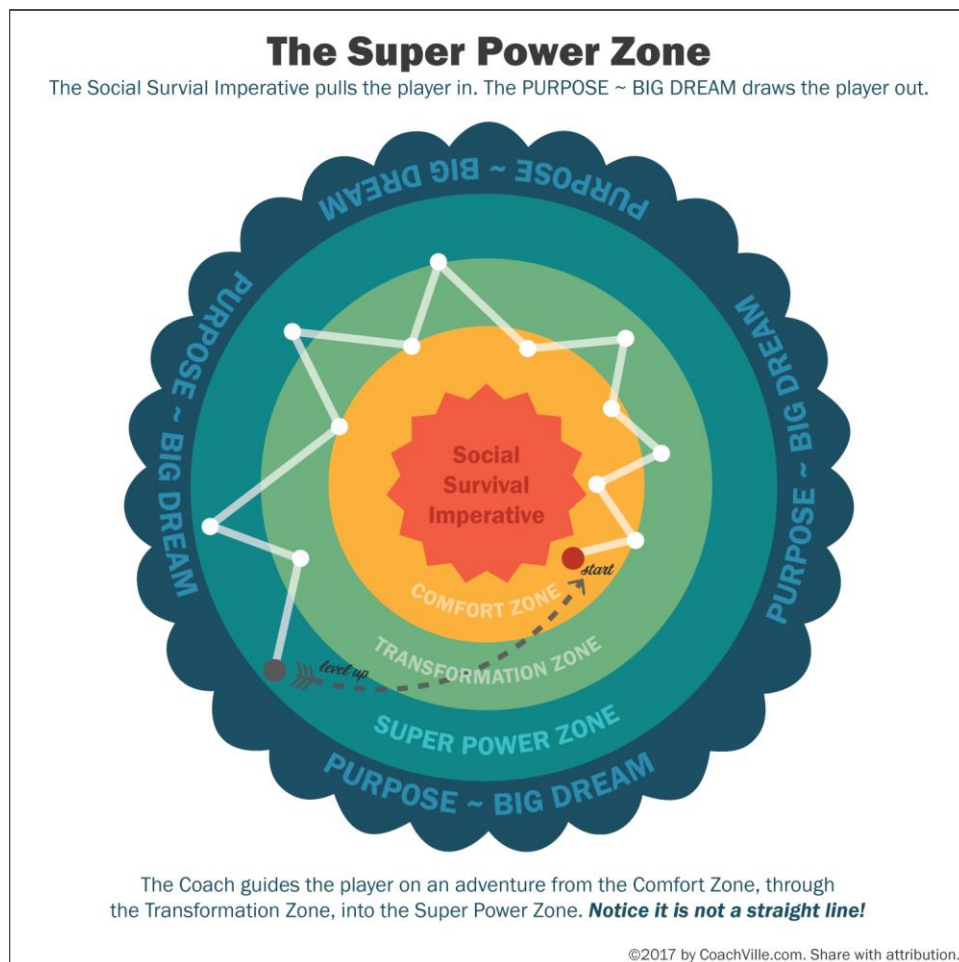 The Super Power Zone
The Social Survial Imperative pulls the player in. The PURPOSE ~ BIG DREAM draws the player out.
PURPOSE ~ BIG DREAM
PURPOSE ~ BIG DREAM
PURPOSE ~ BIG DREAM
Social
Survival
Imperative
start
COMFORT ZONE
level up
TRANSFORMATION ZONE
SUPER POWER ZONE
PURPOSE ~ BIG DREAM
The Coach guides the player on an adventure from the Comfort Zone, through
the Transformation Zone, into the Super Power Zone. Notice it is not a straight line!
©2017 by CoachVille.com. Share with attribution.